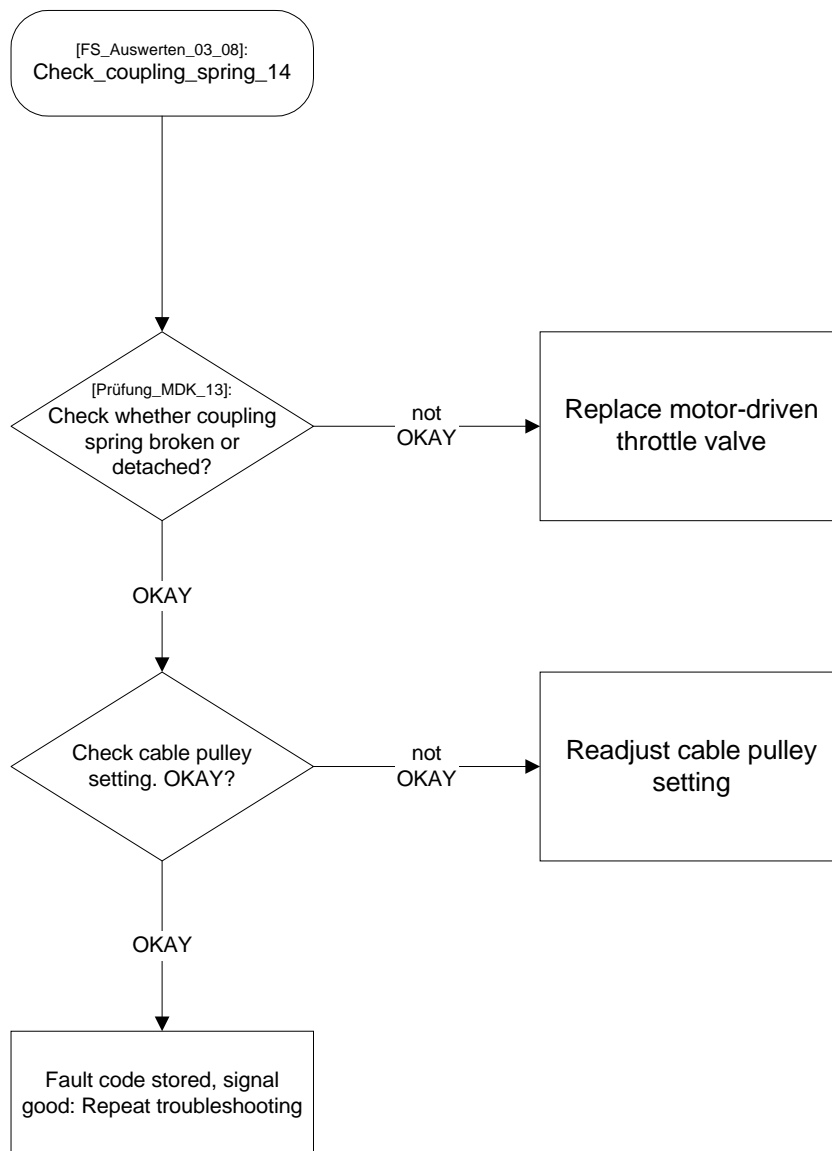 [FS_Auswerten_03_08]:
Check_coupling_spring_14
[Prüfung_MDK_13]:
Check whether coupling
spring broken or
detached?
not
OKAY
Replace motor-driven
throttle valve
OKAY
Check cable pulley
setting. OKAY?
not
OKAY
Readjust cable pulley
setting
OKAY
Fault code stored, signal
good: Repeat troubleshooting